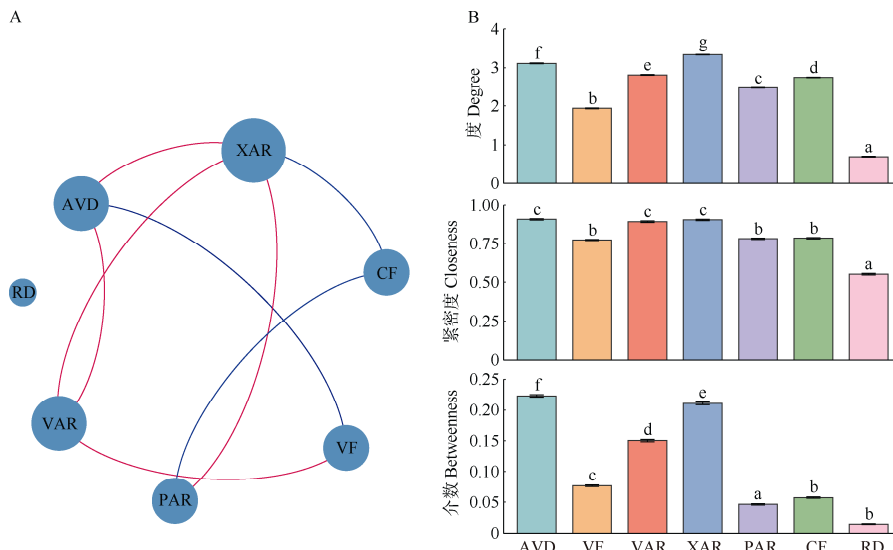 A
XAR
AVD
CF
RD
VAR
VF
PAR
B
度 Degree
4
3
2
1
0
f
b
e
g
c
d
a
紧密度 Closeness
1.00
0.75
0.50
0.25
0
c
b
c
c
b
b
a
介数 Betweenness
0.25
0.20
0.15
0.10
0.05
0
f
c
d
e
a
b
b
AVD VF VAR XAR PAR CF RD